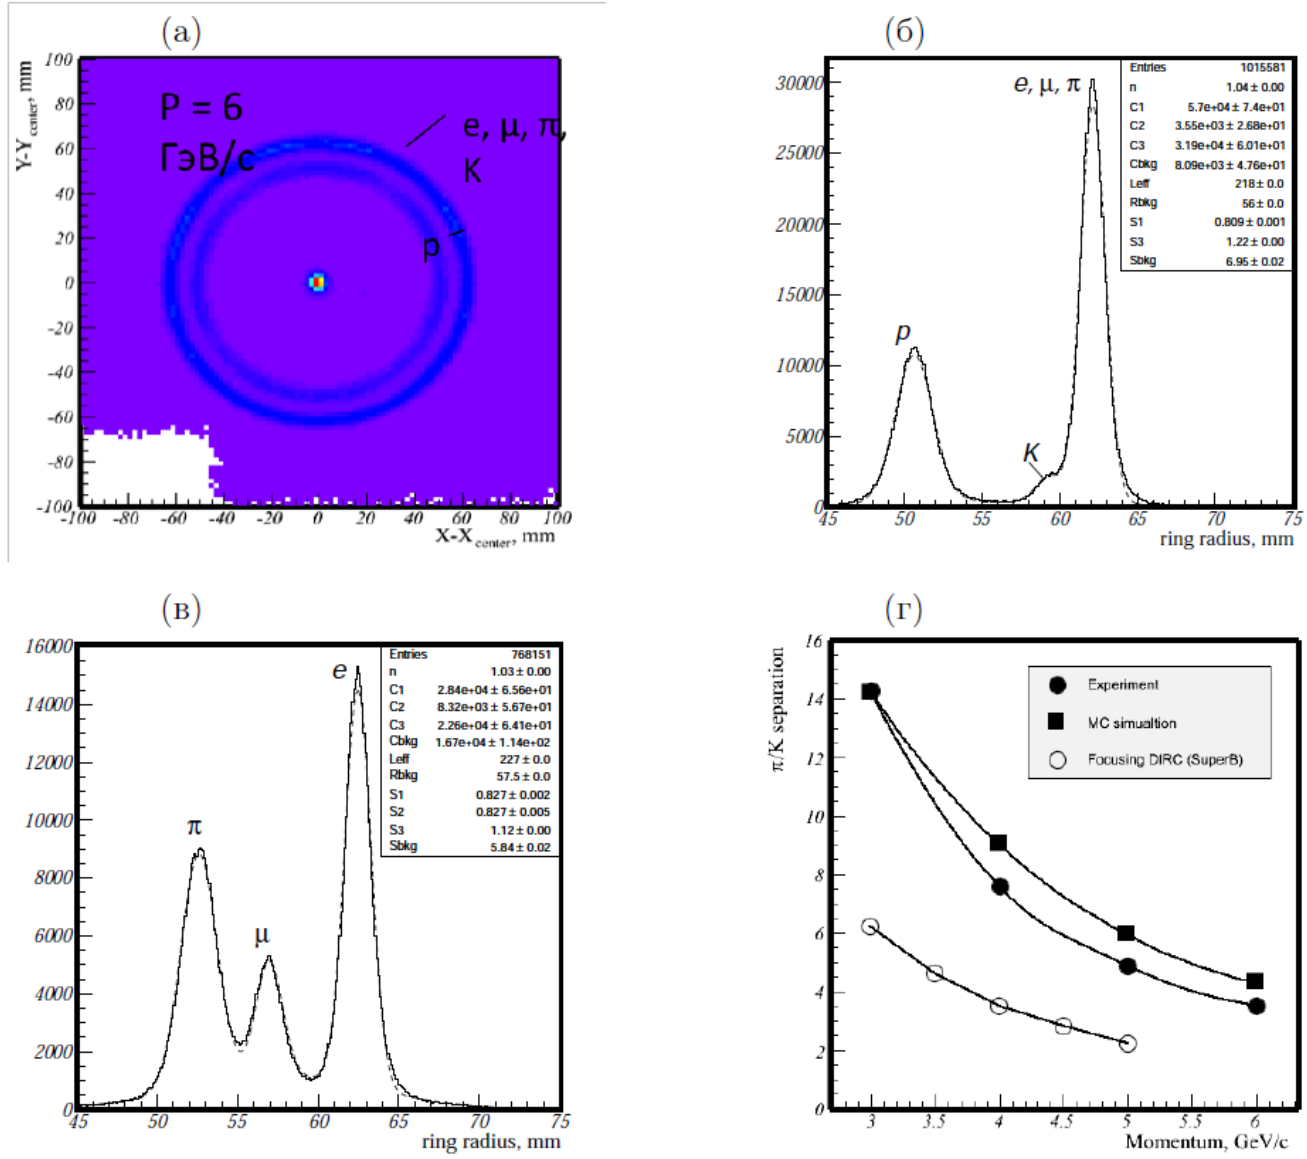 (а)
100
80
60
40
20
0
-20
-40
-60
-80
-100
Y-Y center, mm
P = 6
ГэВ/с
e, μ, π,
K
p
-100 -80 -60 -40 -20 0 20 40 60 80 100
X-X center, mm
(б)
30000
25000
20000
15000
10000
5000
0
e, μ, π
p
K
Entries 1015581
n 1.04 ± 0.00
C1 5.7e+04 ± 7.4e+01
C2 3.55e+03 ± 2.68e+01
C3 3.19e+04 ± 6.01e+01
Cbkg 8.09e+03 ± 4.76e+01
Leff 218 ± 0.0
Rbkg 56 ± 0.0
S1 0.809 ± 0.001
S3 1.22 ± 0.00
Sbkg 6.95 ± 0.02
45 50 55 60 65 70 75
ring radius, mm
(в)
16000
14000
12000
10000
8000
6000
4000
2000
0
π
μ
e
Entries 768151
n 1.03 ± 0.00
C1 2.84e+04 ± 6.56e+01
C2 8.32e+03 ± 5.67e+01
C3 2.26e+04 ± 6.41e+01
Cbkg 1.67e+04 ± 1.14e+02
Leff 227 ± 0.0
Rbkg 57.5 ± 0.0
S1 0.827 ± 0.002
S2 0.827 ± 0.005
S3 1.12 ± 0.00
Sbkg 5.84 ± 0.02
45 50 55 60 65 70 75
ring radius, mm
(г)
16
14
12
10
8
6
4
2
0
π/K separation
Experiment
MC simualtion
Focusing DIRC (SuperB)
3 3.5 4 4.5 5 5.5 6
Momentum, GeV/c